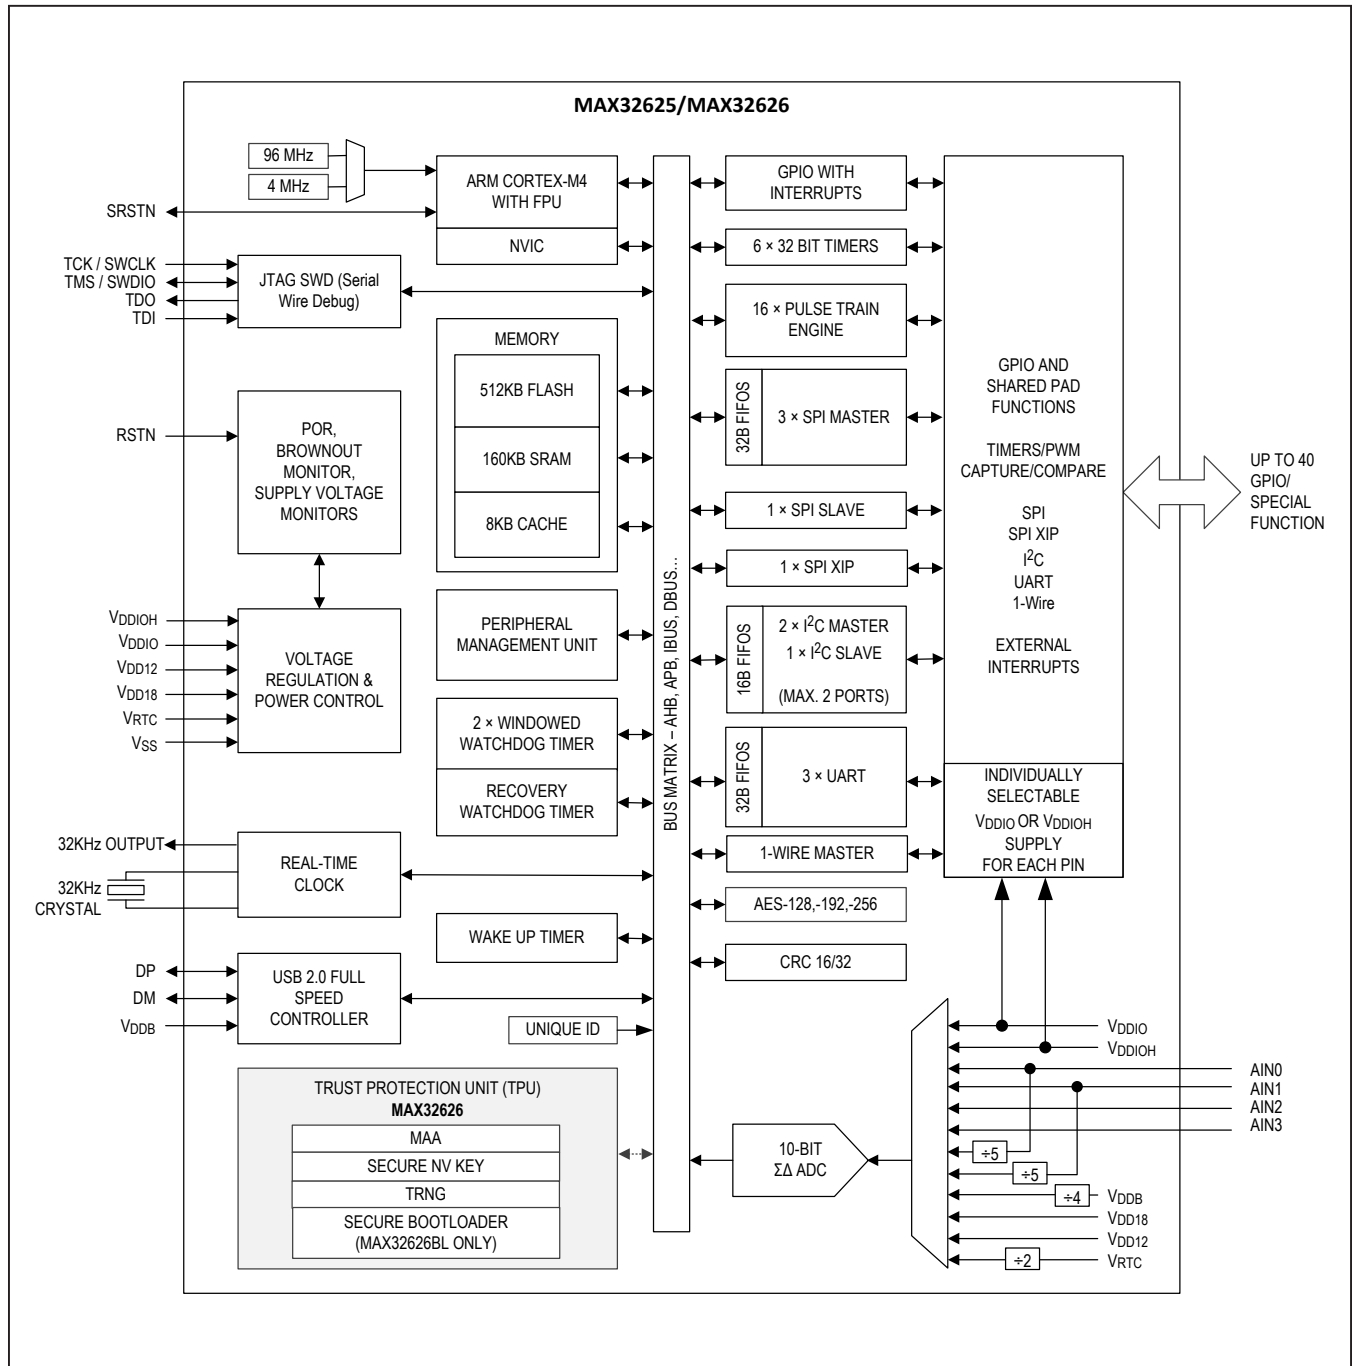 MAX32625/MAX32626
96 MHz
4 MHz
SRSTN
ARM CORTEX-M4
WITH FPU
NVIC
TCK / SWCLK
TMS / SWDIO
TDO
TDI
JTAG SWD (Serial
Wire Debug)
MEMORY
512KB FLASH
160KB SRAM
8KB CACHE
RSTN
POR,
BROWNOUT
MONITOR,
SUPPLY VOLTAGE
MONITORS
VDDIOH
VDDIO
VDD12
VDD18
VRTC
VSS
VOLTAGE
REGULATION &
POWER CONTROL
PERIPHERAL
MANAGEMENT UNIT
2 × WINDOWED
WATCHDOG TIMER
RECOVERY
WATCHDOG TIMER
32KHz OUTPUT
32KHz
CRYSTAL
REAL-TIME
CLOCK
WAKE UP TIMER
DP
DM
VDDB
USB 2.0 FULL
SPEED
CONTROLLER
UNIQUE ID
TRUST PROTECTION UNIT (TPU)
MAX32626
MAA
SECURE NV KEY
TRNG
SECURE BOOTLOADER
(MAX32626BL ONLY)
BUS MATRIX – AHB, APB, IBUS, DBUS...
GPIO WITH
INTERRUPTS
6 × 32 BIT TIMERS
16 × PULSE TRAIN
ENGINE
32B FIFOS
3 × SPI MASTER
1 × SPI SLAVE
1 × SPI XIP
16B FIFOS
2 × I²C MASTER
1 × I²C SLAVE
(MAX. 2 PORTS)
32B FIFOS
3 × UART
1-WIRE MASTER
AES-128,-192,-256
CRC 16/32
10-BIT
ΣΔ ADC
GPIO AND
SHARED PAD
FUNCTIONS
TIMERS/PWM
CAPTURE/COMPARE
SPI
SPI XIP
I²C
UART
1-Wire
EXTERNAL
INTERRUPTS
INDIVIDUALLY
SELECTABLE
VDDIO OR VDDIOH
SUPPLY
FOR EACH PIN
UP TO 40
GPIO/
SPECIAL
FUNCTION
VDDIO
VDDIOH
AIN0
AIN1
AIN2
AIN3
÷5
÷5
÷4
VDDB
VDD18
VDD12
÷2
VRTC